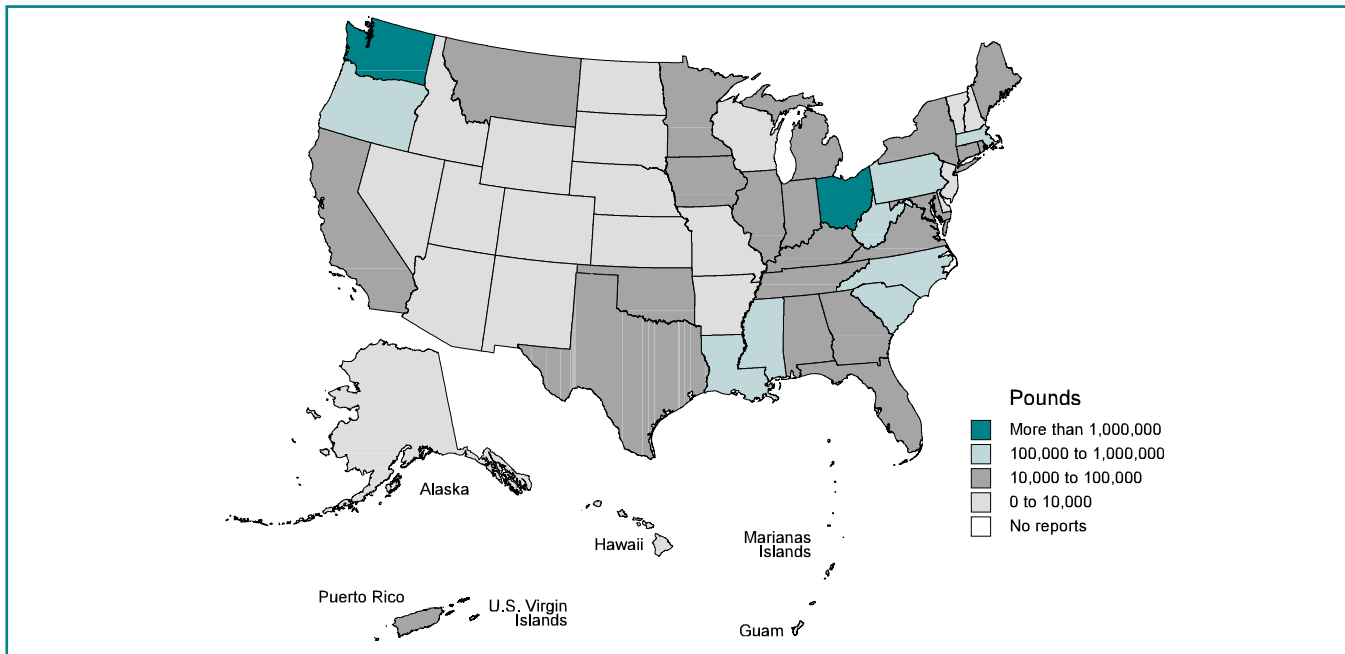 Pounds
More than 1,000,000
100,000 to 1,000,000
10,000 to 100,000
0 to 10,000
No reports
Alaska
Hawaii
Marianas
Islands
Puerto Rico
U.S. Virgin
Islands
Guam